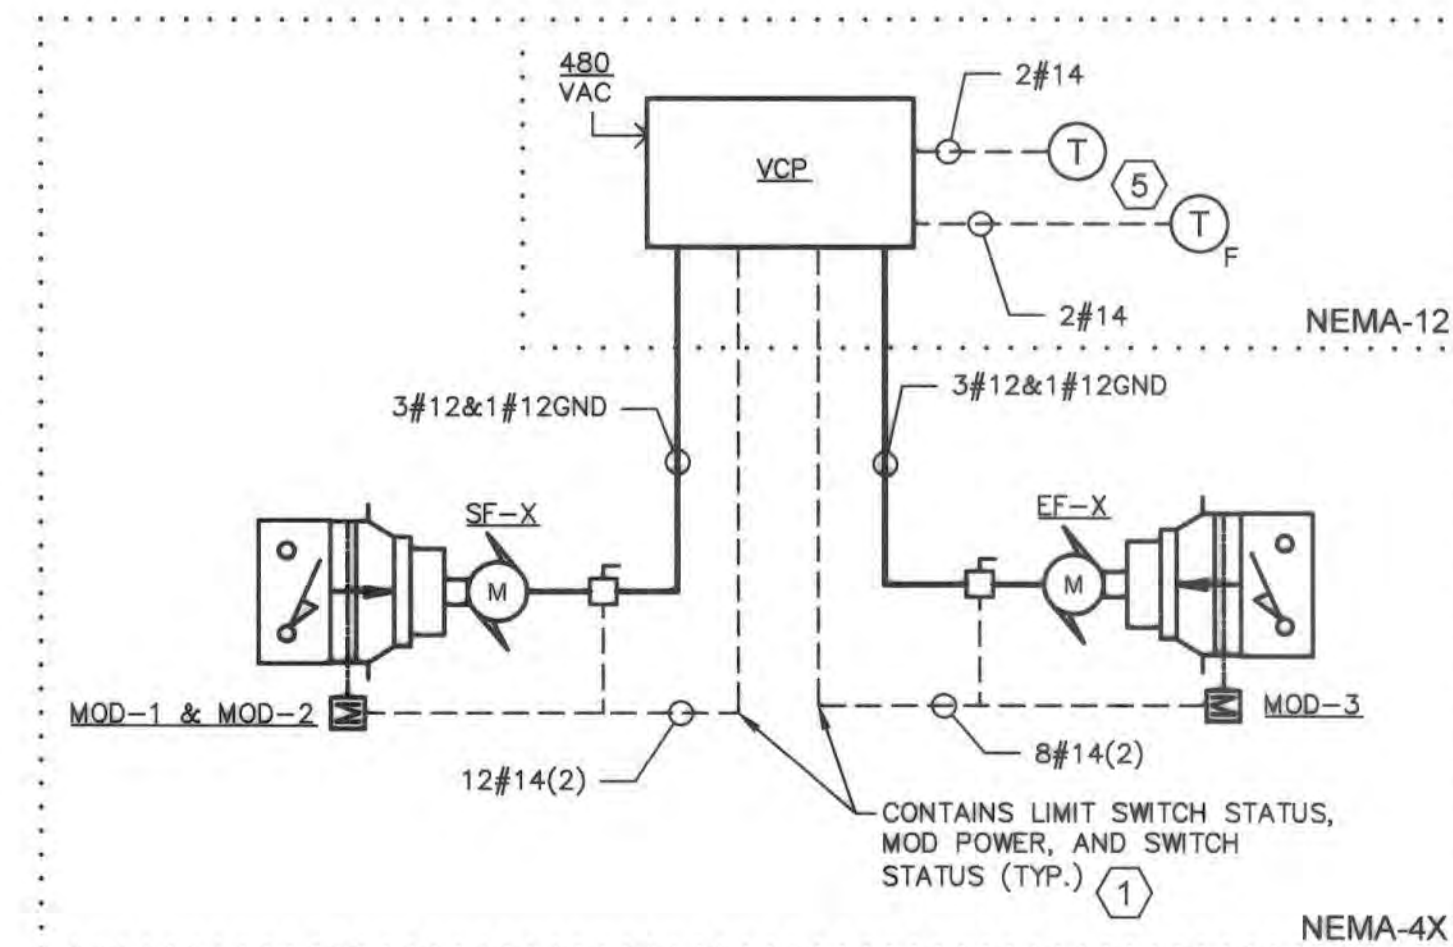 480
VAC
2#14
VCP
T
5
T
F
2#14
NEMA-12
3#12&1#12GND
3#12&1#12GND
SF-X
EF-X
M
M
MOD-1 & MOD-2
M
M
MOD-3
12#14(2)
8#14(2)
CONTAINS LIMIT SWITCH STATUS,
MOD POWER, AND SWITCH
STATUS (TYP.) 1
NEMA-4X